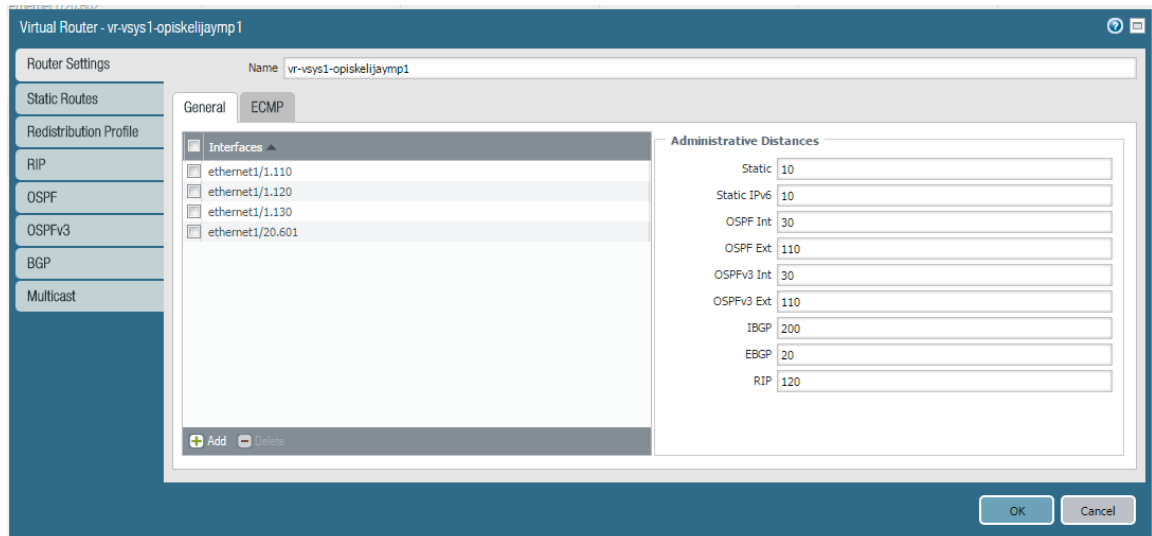 ethernet1/20.602
Virtual Router - vr-vsys1-opiskelijaymp1
Router Settings
Static Routes
Redistribution Profile
RIP
OSPF
OSPFv3
BGP
Multicast
Name vr-vsys1-opiskelijaymp1
General ECMP
Interfaces
ethernet1/1.110
ethernet1/1.120
ethernet1/1.130
ethernet1/20.601
Add Delete
Administrative Distances
Static 10
Static IPv6 10
OSPF Int 30
OSPF Ext 110
OSPFv3 Int 30
OSPFv3 Ext 110
IBGP 200
EBGP 20
RIP 120
OK Cancel